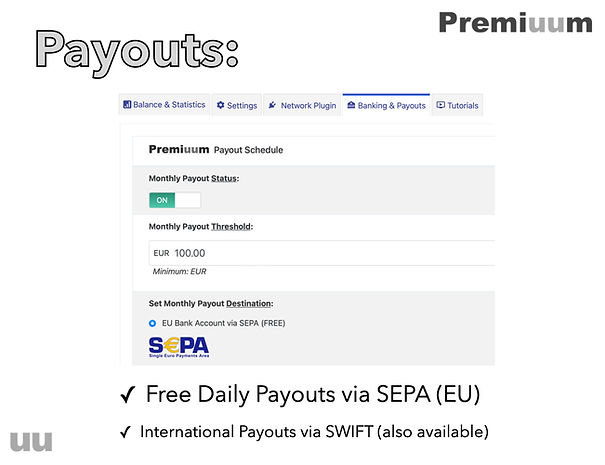 Premiuum
Payouts:
Balance & Statistics Settings Network Plugin Banking & Payouts Tutorials
Premiuum Payout Schedule
Monthly Payout Status:
ON
Monthly Payout Threshold:
EUR 100.00
Minimum: EUR
Set Monthly Payout Destination:
EU Bank Account via SEPA (FREE)
S€PA
Single Euro Payments Area
✓ Free Daily Payouts via SEPA (EU)
✓ International Payouts via SWIFT (also available)
uu